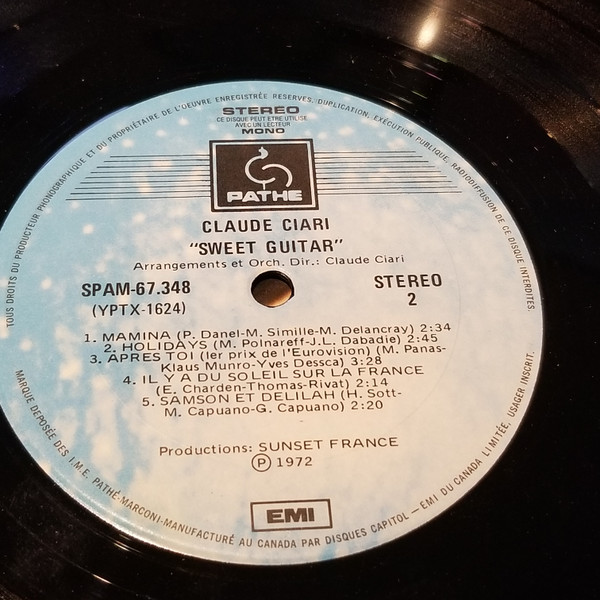 TOUS DROITS DU PRODUCTEUR PHONOGRAPHIQUE ET DU PROPRIÉTAIRE DE L'OEUVRE ENREGISTRÉE RESERVÉS, DUPLICATION, EXÉCUTION PUBLIQUE, RADIODIFFUSION DE CE DISQUE INTERDITES.
STEREO
CE DISQUE PEUT ETRE UTILISE
AVEC UN LECTEUR
MONO
PATHE
CLAUDE CIARI
"SWEET GUITAR"
Arrangements et Orch. Dir.: Claude Ciari
SPAM-67.348
(YPTX-1624)
STEREO
2
1. MAMINA (P. Danel-M. Simille-M. Delancray) 2:34
2. HOLIDAYS (M. Polnareff-J.L. Dabadie) 2:45
3. APRES TOI (1er prix de l'Eurovision) (M. Panas-
Klaus Munro-Yves Dessca) 3:28
4. IL Y A DU SOLEIL SUR LA FRANCE
(E. Charden-Thomas-Rivat) 2:14
5. SAMSON ET DELILAH (H. Sott-
M. Capuano-G. Capuano) 2:20
Productions: SUNSET FRANCE
Ⓟ 1972
EMI
MARQUE DEPOSÉE DES I.M.E. PATHÉ-MARCONI-MANUFACTURÉ AU CANADA PAR DISQUES CAPITOL-EMI DU CANADA LIMITÉE, USAGER INSCRIT.